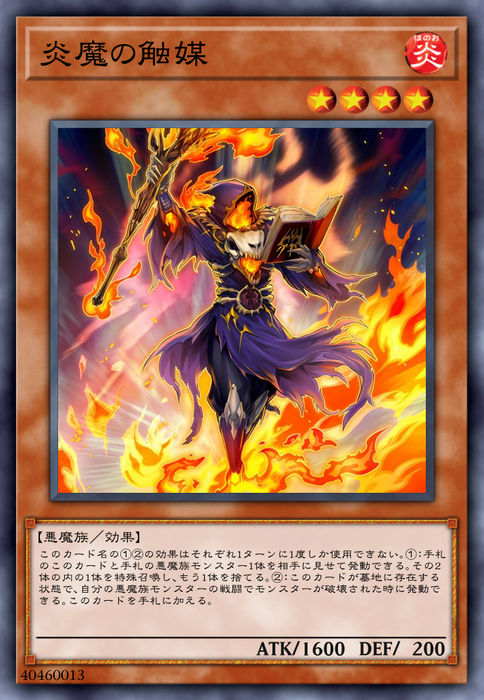 炎魔の触媒
ほのお
炎
【悪魔族／効果】
このカード名の①②の効果はそれぞれ1ターンに1度しか使用できない。①:手札
のこのカードと手札の悪魔族モンスター1体を相手に見せて発動できる。その2
体の内の1体を特殊召喚し、もう1体を捨てる。②:このカードが墓地に存在する
状態で、自分の悪魔族モンスターの戦闘でモンスターが破壊された時に発動で
きる。このカードを手札に加える。
ATK/1600 DEF/ 200
40460013